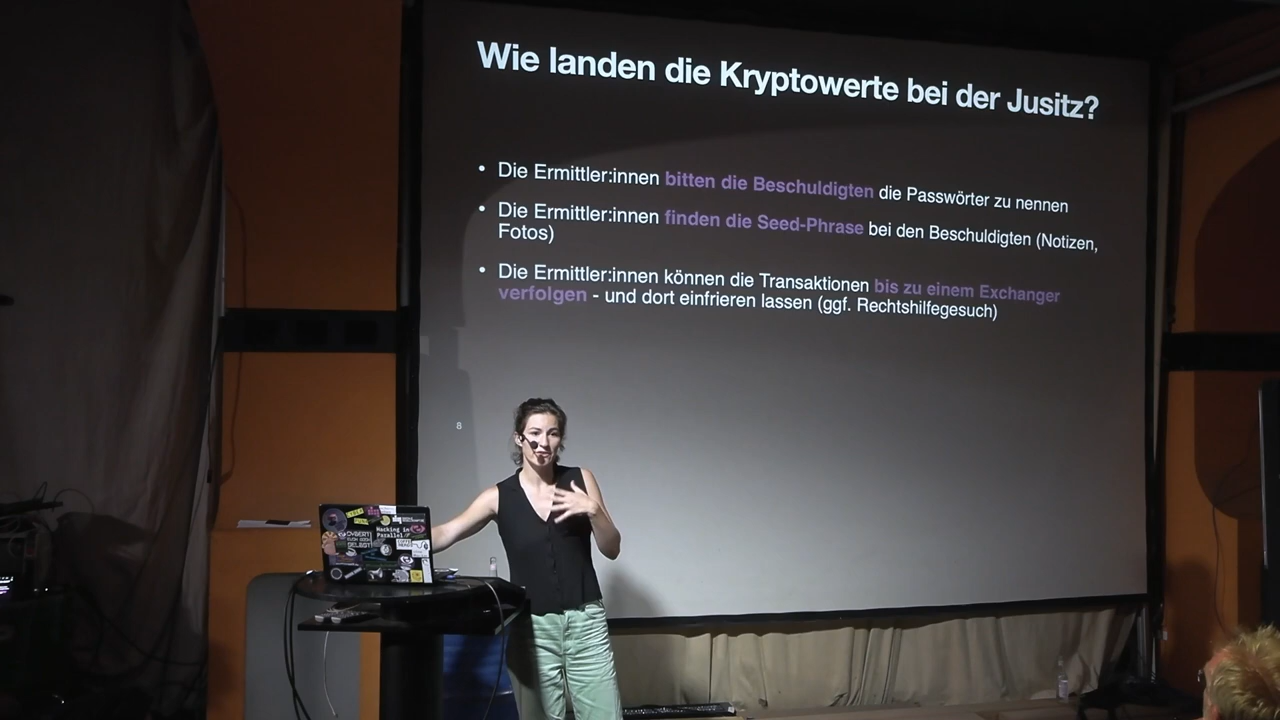 Wie landen die Kryptowerte bei der Jusitz?
• Die Ermittler:innen bitten die Beschuldigten die Passwörter zu nennen
• Die Ermittler:innen finden die Seed-Phrase bei den Beschuldigten (Notizen,
Fotos)
• Die Ermittler:innen können die Transaktionen bis zu einem Exchanger
verfolgen - und dort einfrieren lassen (ggf. Rechtshilfegesuch)
8
Hacking in
Parallel